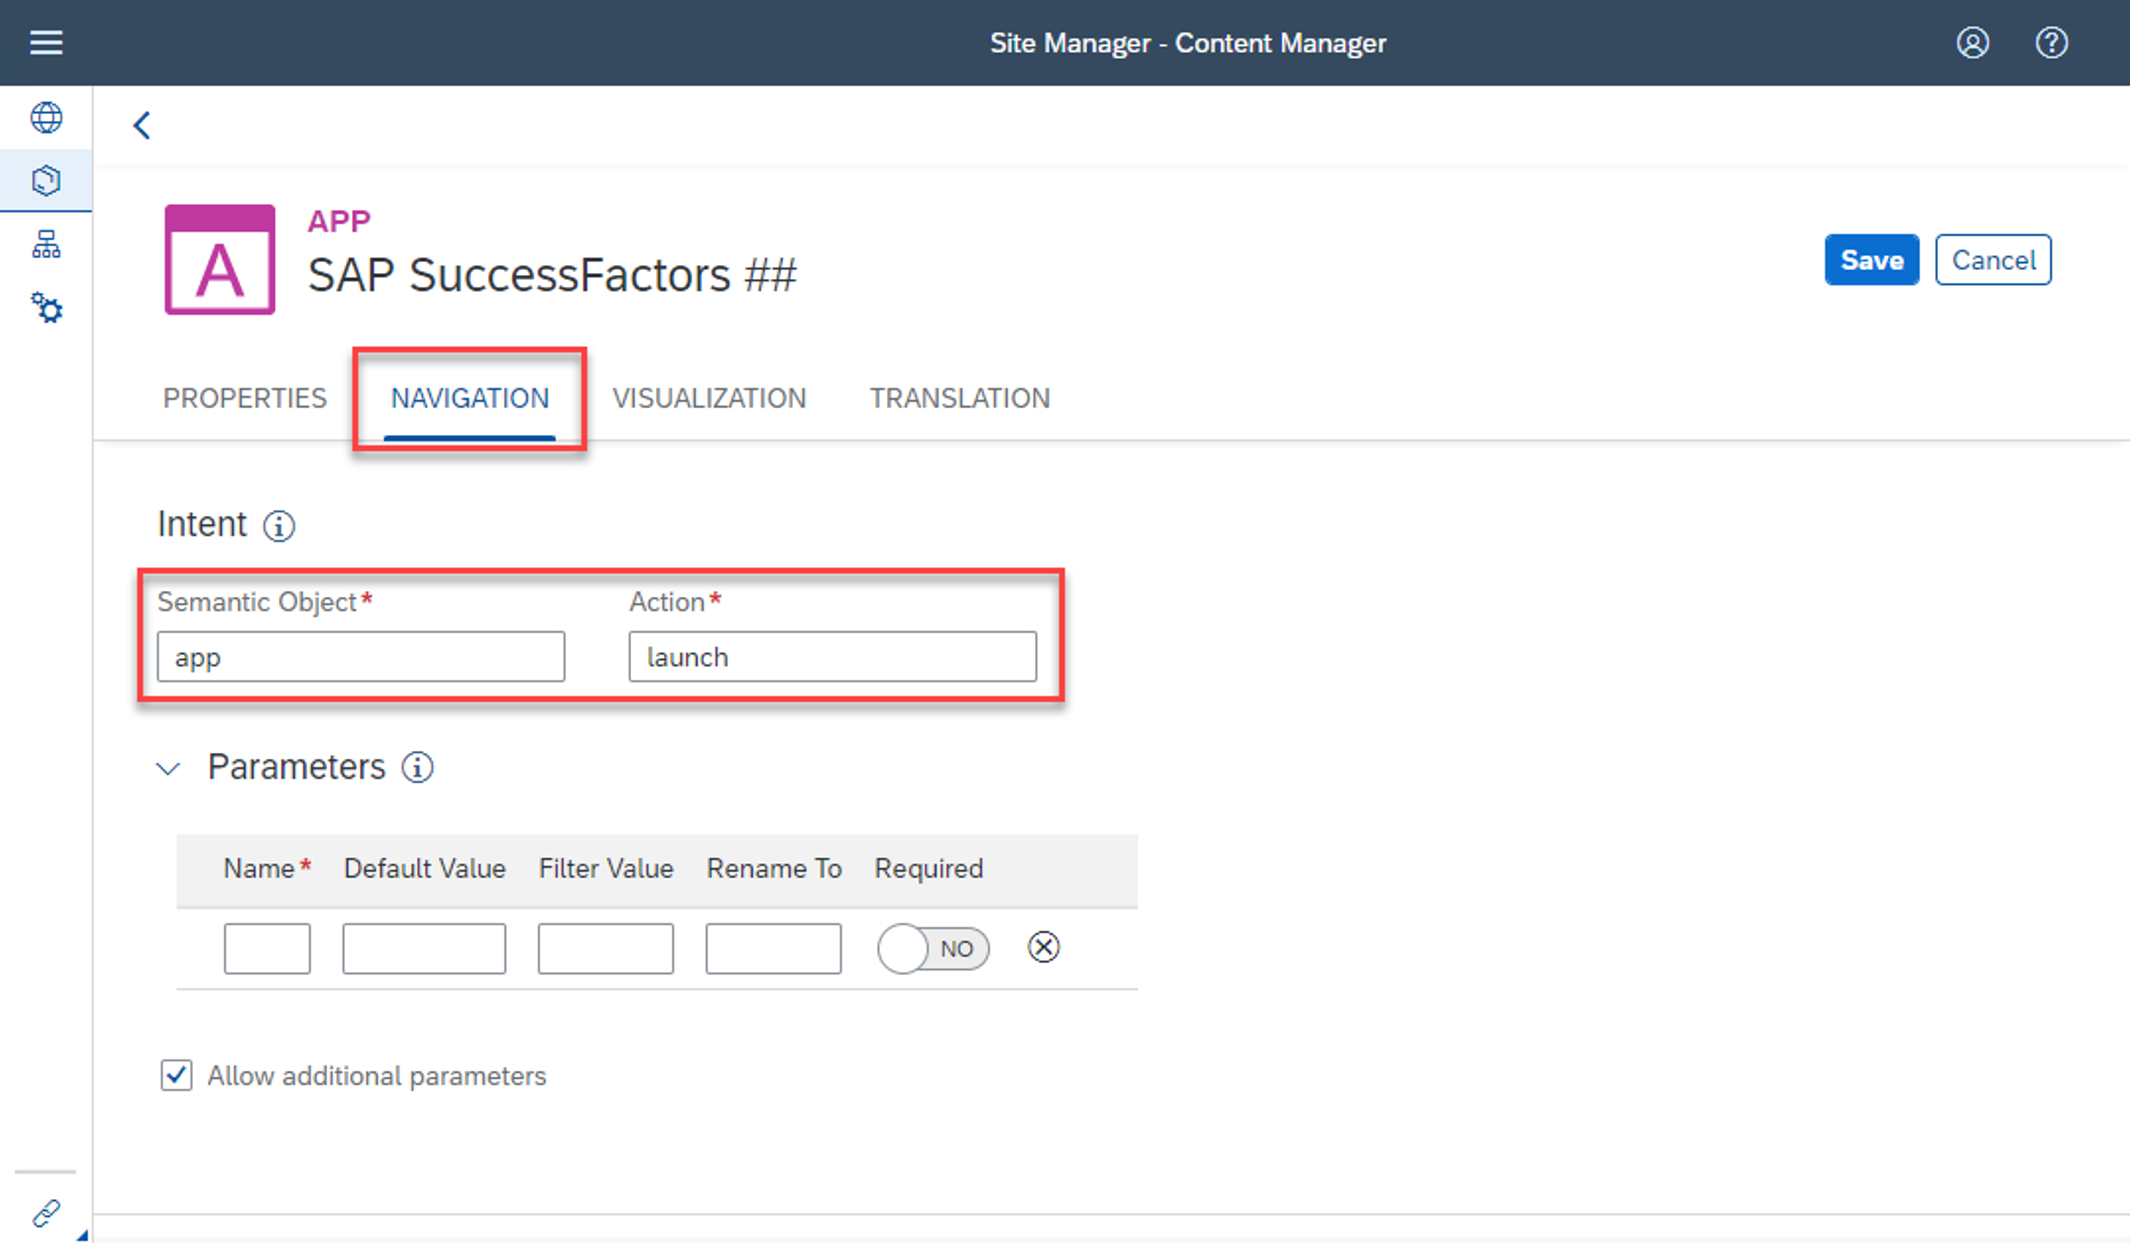 Site Manager - Content Manager
A
APP
SAP SuccessFactors ##
Save Cancel
PROPERTIES NAVIGATION VISUALIZATION TRANSLATION
Intent
Semantic Object* Action*
app launch
Parameters
Name* Default Value Filter Value Rename To Required
NO
Allow additional parameters